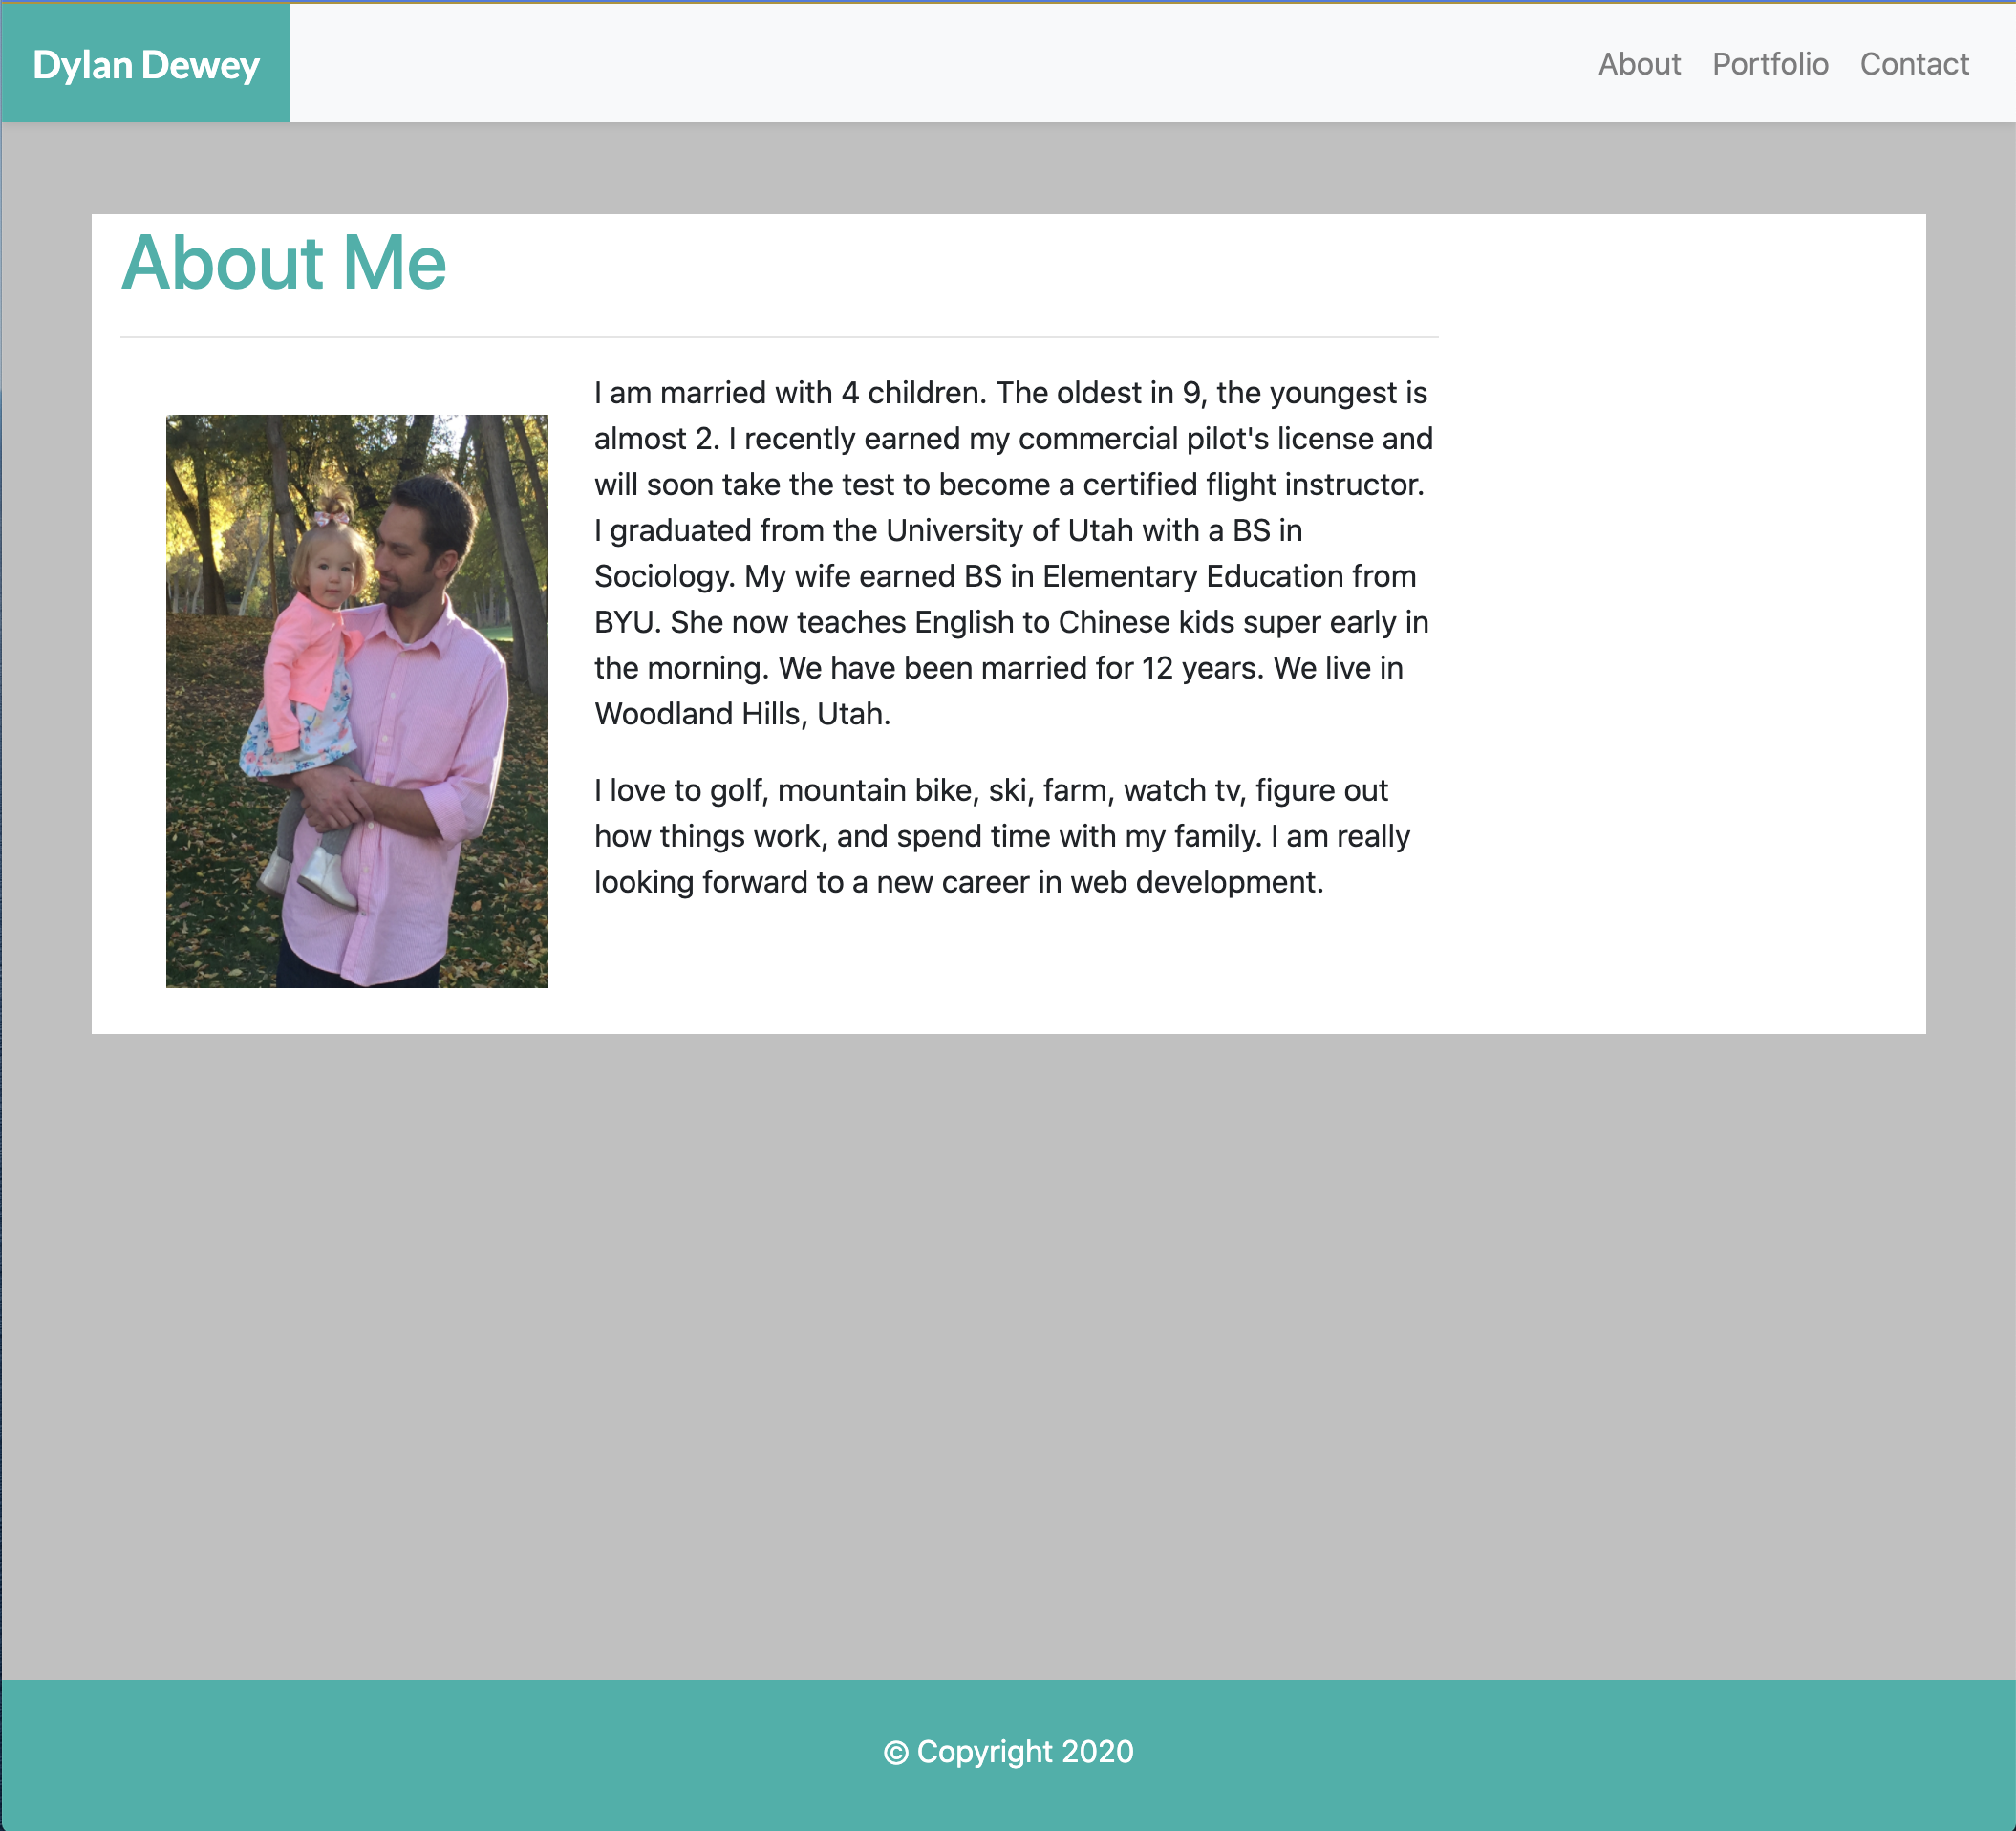 Dylan Dewey
About Portfolio Contact
About Me
I am married with 4 children. The oldest in 9, the youngest is
almost 2. I recently earned my commercial pilot's license and
will soon take the test to become a certified flight instructor.
I graduated from the University of Utah with a BS in
Sociology. My wife earned BS in Elementary Education from
BYU. She now teaches English to Chinese kids super early in
the morning. We have been married for 12 years. We live in
Woodland Hills, Utah.
I love to golf, mountain bike, ski, farm, watch tv, figure out
how things work, and spend time with my family. I am really
looking forward to a new career in web development.
© Copyright 2020